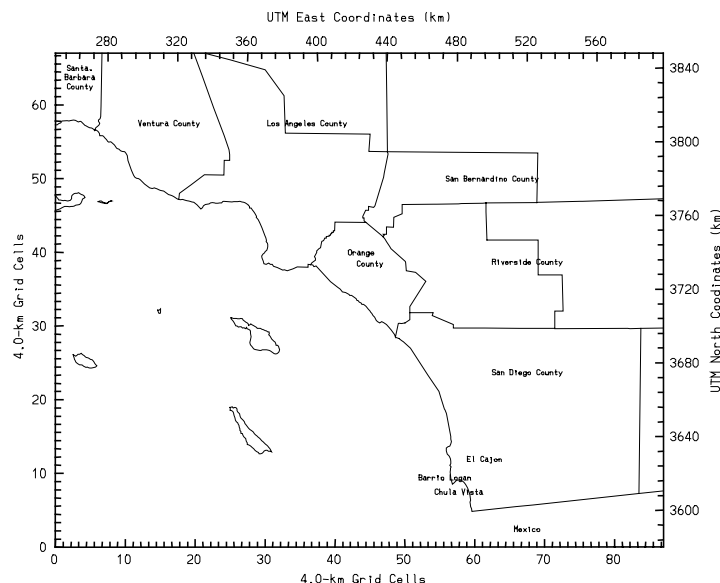 UTM East Coordinates (km)
280 320 360 400 440 480 520 560
Santa.
Barbara
County
Ventura County
Los Angeles County
San Bernardino County
Orange
County
Riverside County
San Diego County
El Cajon
Barrio Logan
Chula Vista
Mexico
60
50
40
30
20
10
0
4.0-km Grid Cells
3840
3800
3760
3720
3680
3640
3600
UTM North Coodinates (km)
0 10 20 30 40 50 60 70 80
4.0-km Grid Cells